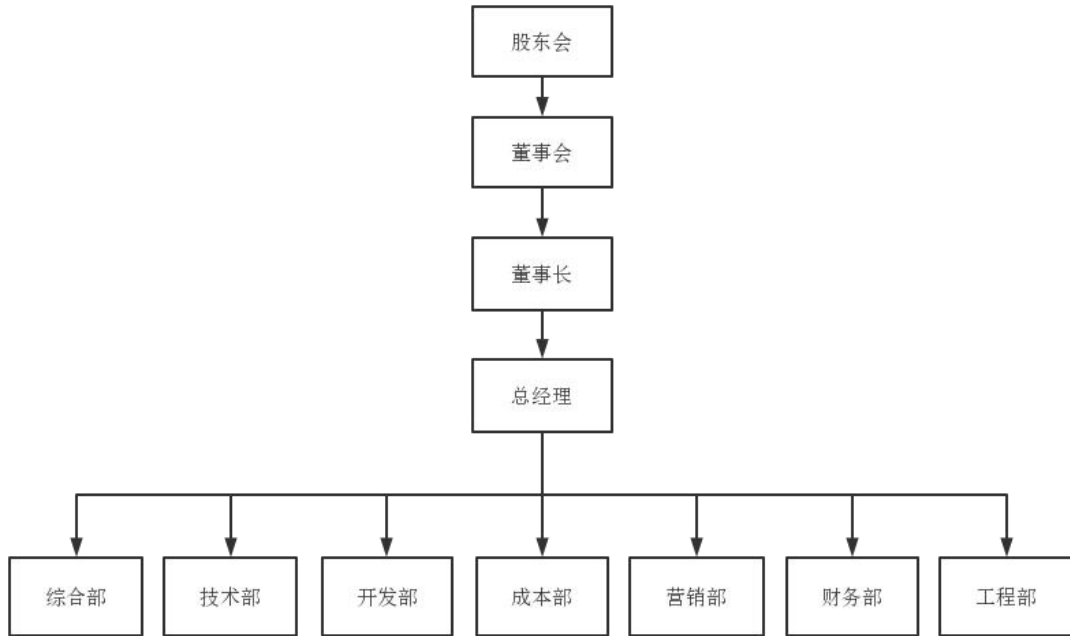 股东会
董事会
董事长
总经理
综合部 技术部 开发部 成本部 营销部 财务部 工程部